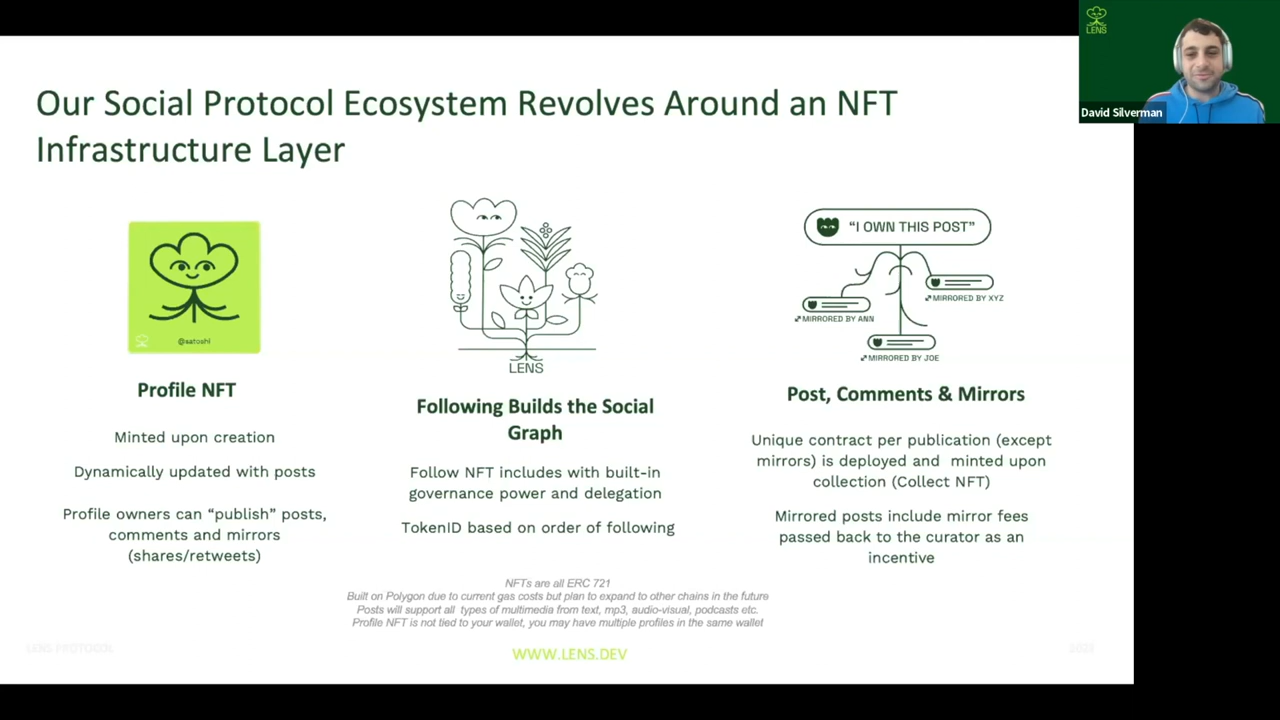 LENS
David Silverman
Our Social Protocol Ecosystem Revolves Around an NFT
Infrastructure Layer
@satoshi
Profile NFT
Minted upon creation
Dynamically updated with posts
Profile owners can “publish” posts,
comments and mirrors
(shares/retweets)
LENS
Following Builds the Social
Graph
Follow NFT includes with built-in
governance power and delegation
TokenID based on order of following
“I OWN THIS POST”
MIRRORED BY XYZ
MIRRORED BY ANN
MIRRORED BY JOE
Post, Comments & Mirrors
Unique contract per publication (except
mirrors) is deployed and minted upon
collection (Collect NFT)
Mirrored posts include mirror fees
passed back to the curator as an
incentive
NFTs are all ERC 721
Built on Polygon due to current gas costs but plan to expand to other chains in the future
Posts will support all types of multimedia from text, mp3, audio-visual, podcasts etc.
Profile NFT is not tied to your wallet, you may have multiple profiles in the same wallet
LENS PROTOCOL
WWW.LENS.DEV